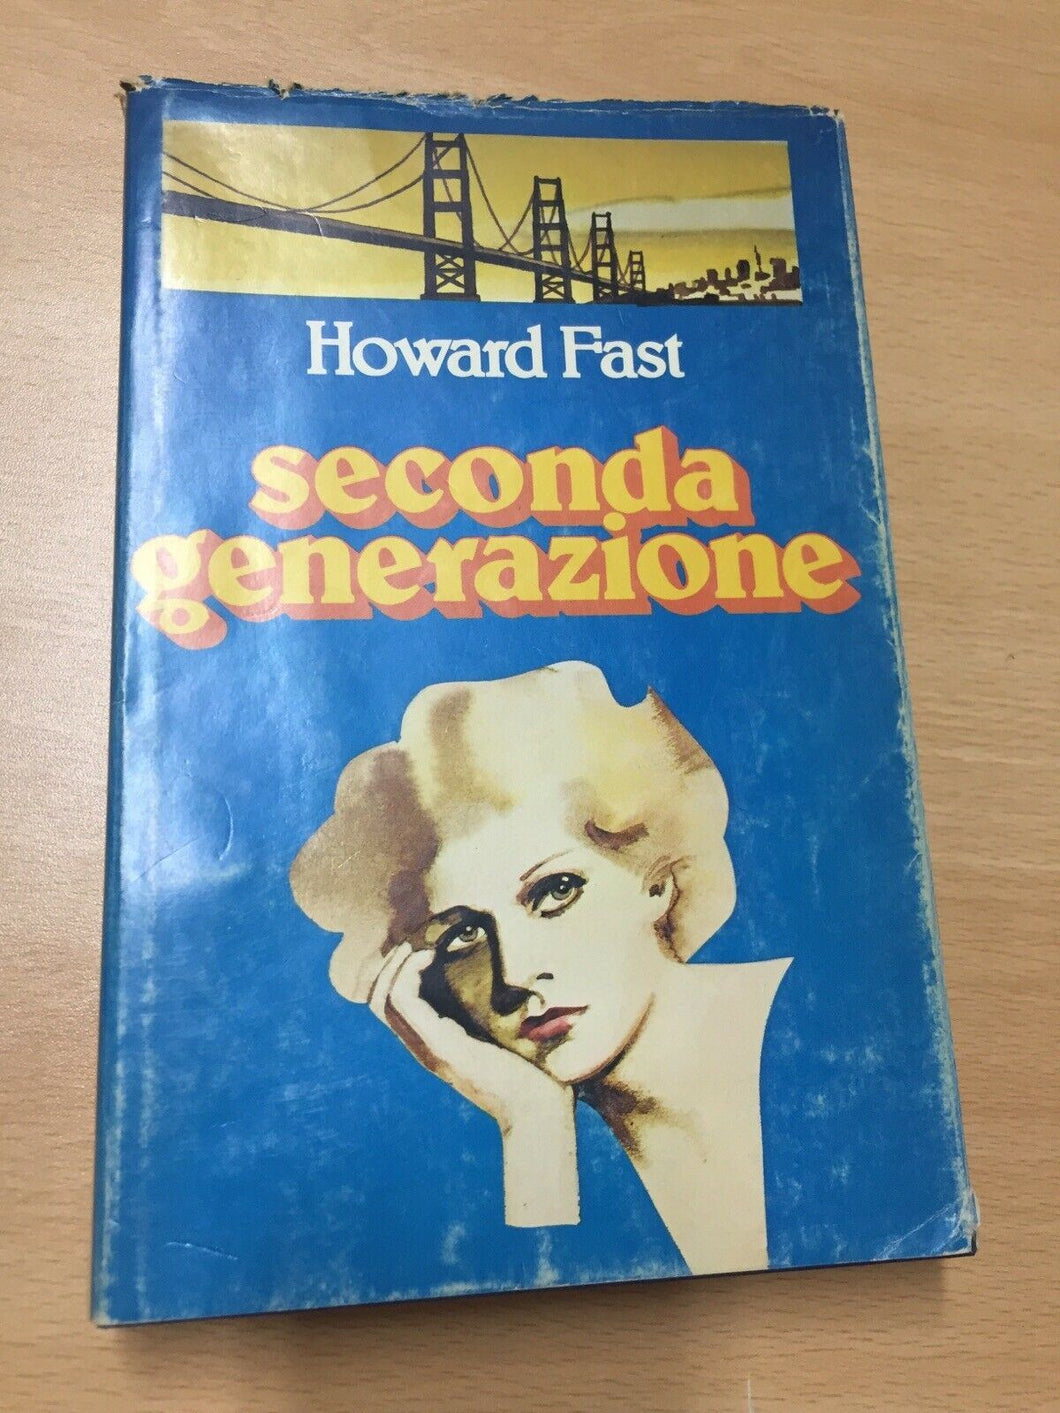 Howard Fast
seconda
generazione